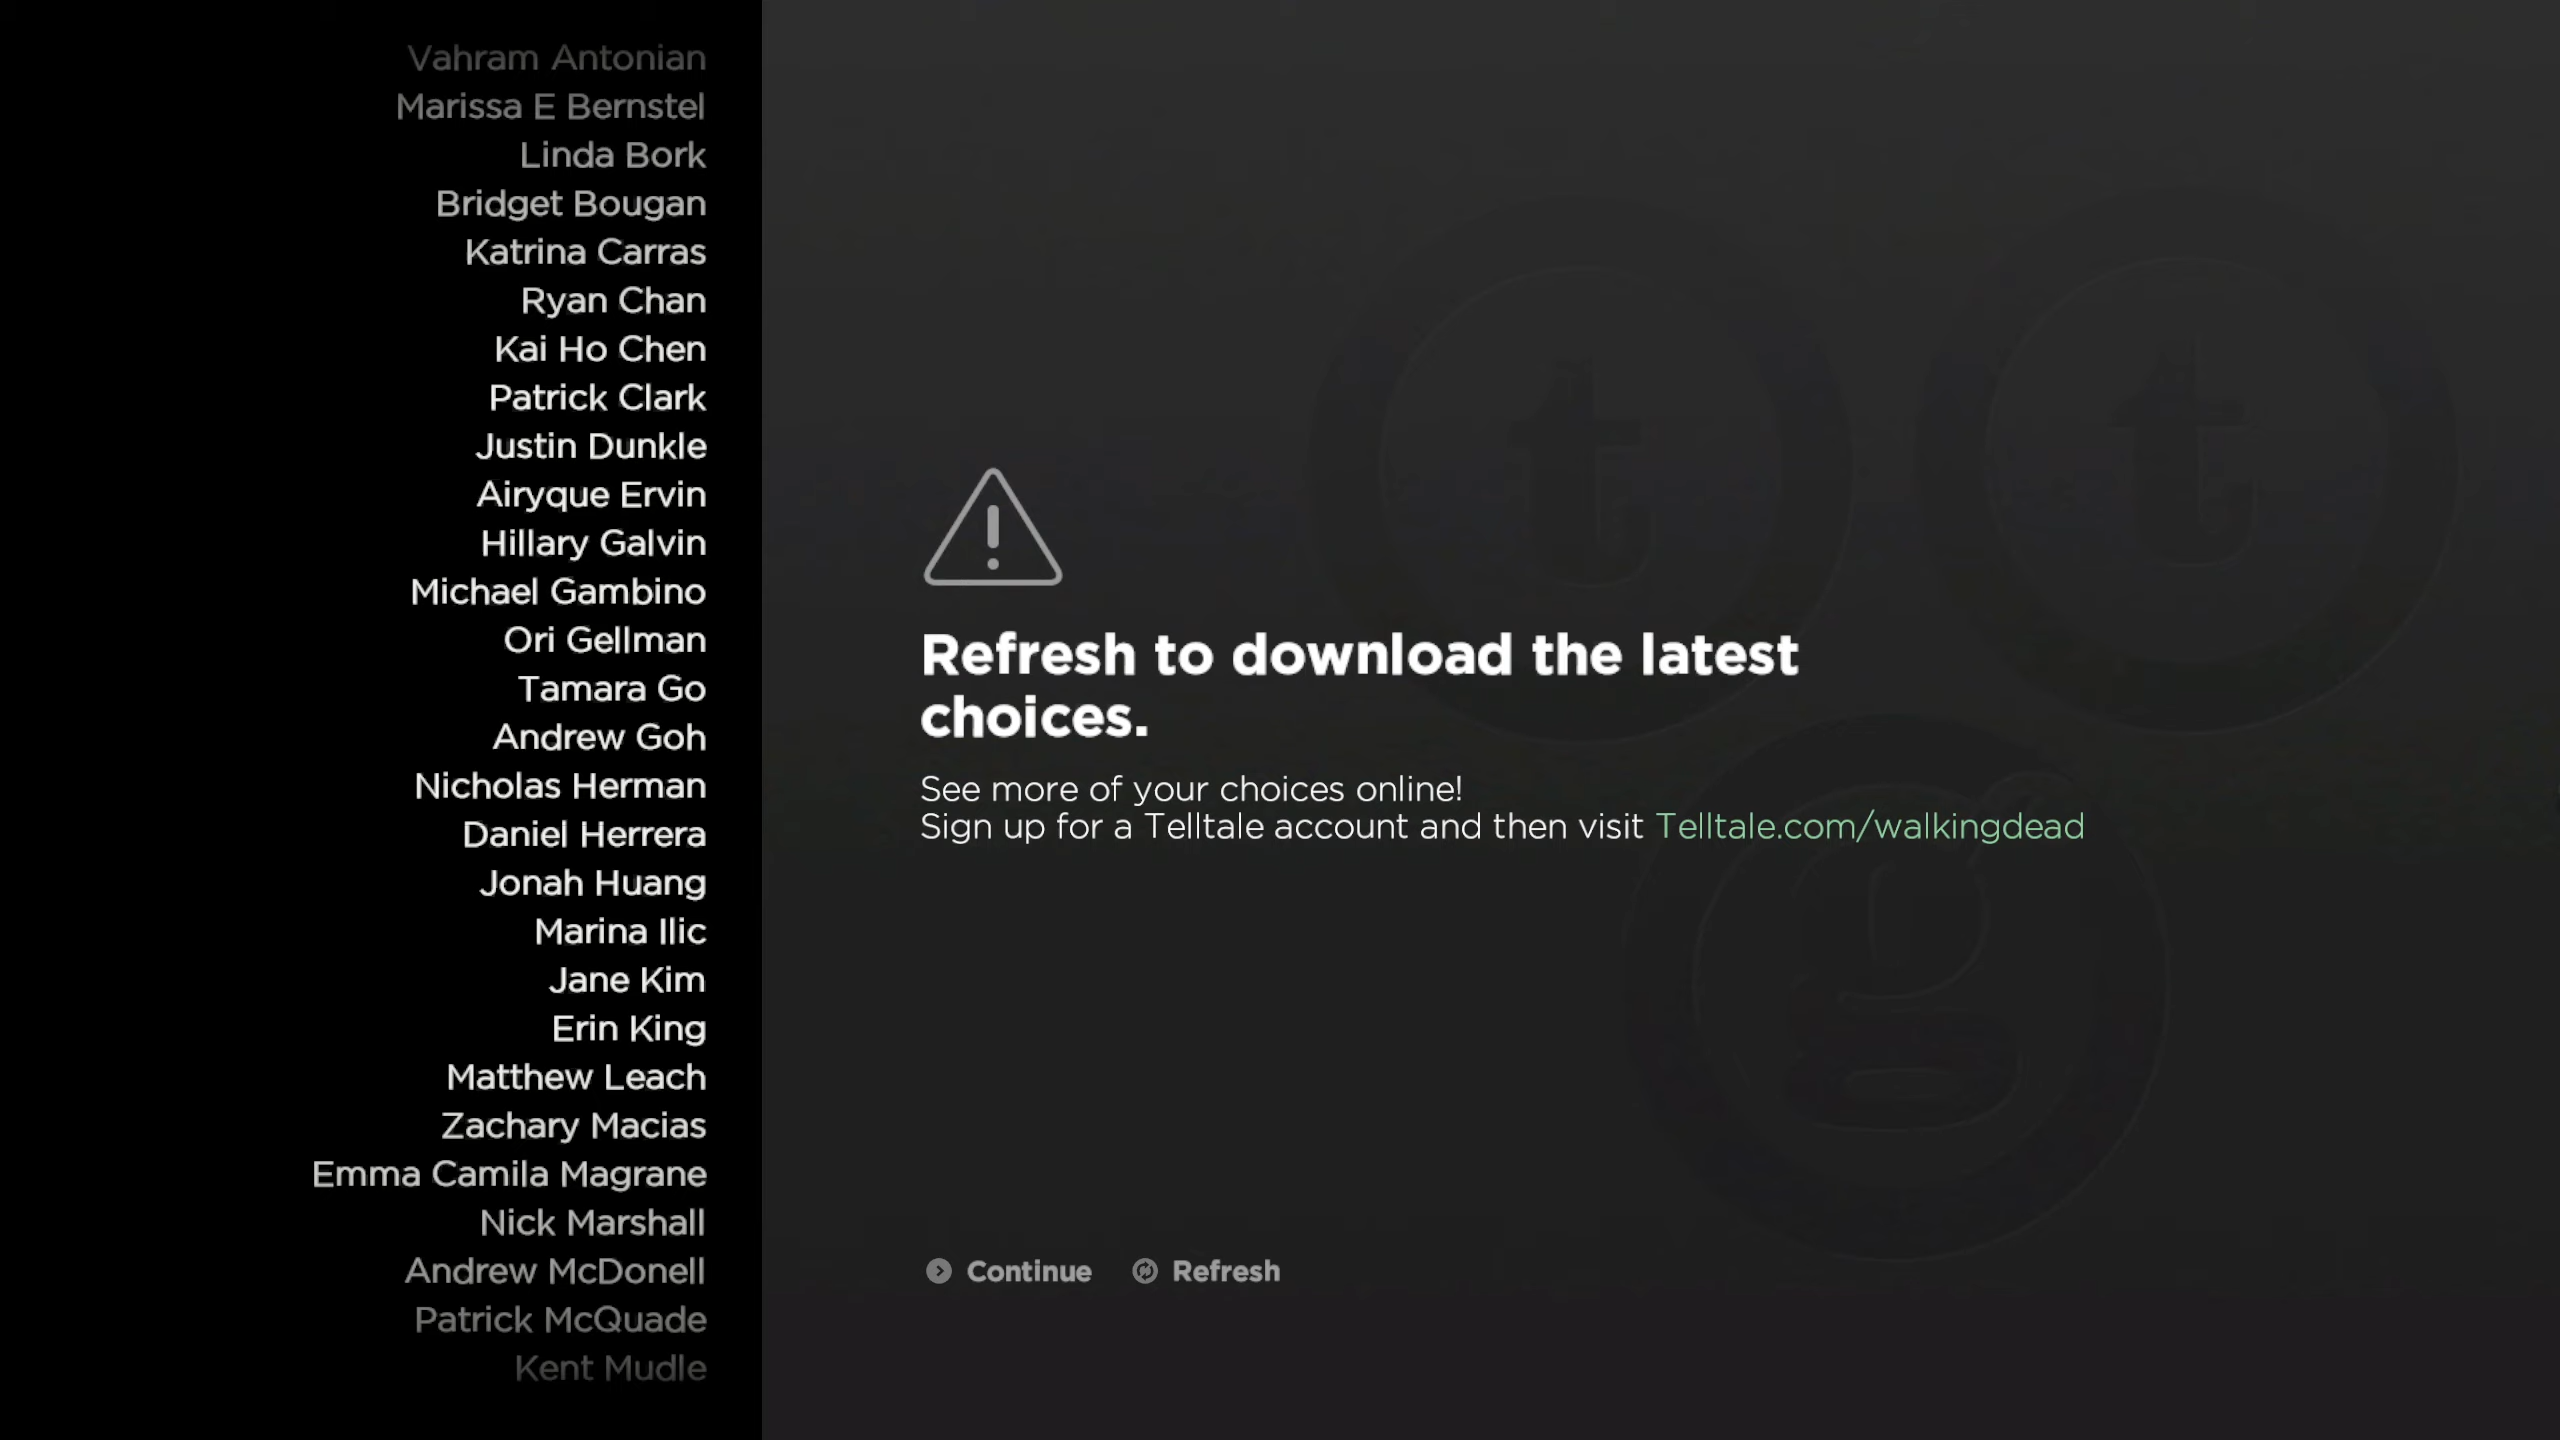 Vahram Antonian
Marissa E Bernstel
Linda Bork
Bridget Bougan
Katrina Carras
Ryan Chan
Kai Ho Chen
Patrick Clark
Justin Dunkle
Airyque Ervin
Hillary Galvin
Michael Gambino
Ori Gellman
Tamara Go
Andrew Goh
Nicholas Herman
Daniel Herrera
Jonah Huang
Marina Ilic
Jane Kim
Erin King
Matthew Leach
Zachary Macias
Emma Camila Magrane
Nick Marshall
Andrew McDonell
Patrick McQuade
Kent Mudle
t t
g
Refresh to download the latest
choices.
See more of your choices online!
Sign up for a Telltale account and then visit Telltale.com/walkingdead
Continue Refresh